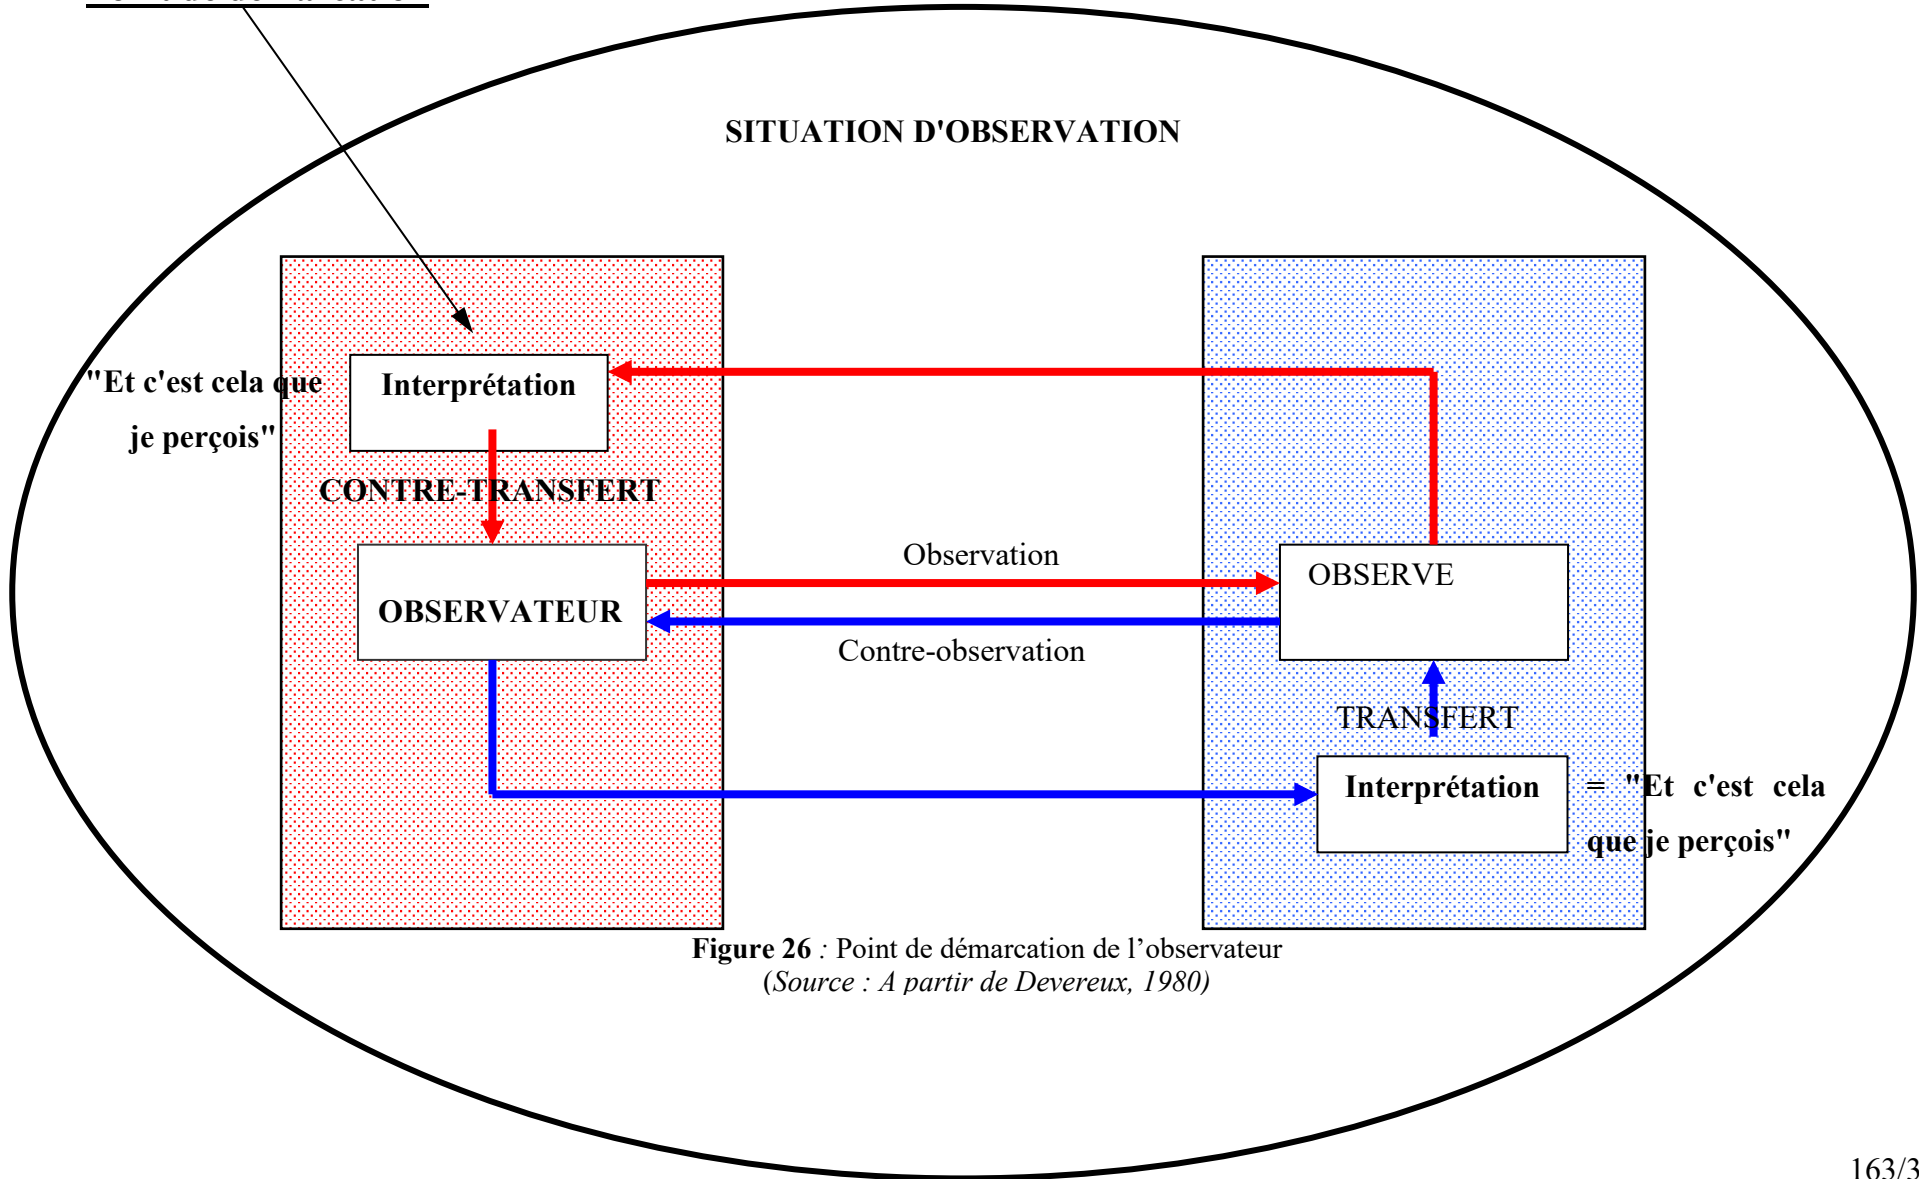 SITUATION D'OBSERVATION
"Et c'est cela que
je perçois"
Interprétation
CONTRE-TRANSFERT
OBSERVATEUR
Observation
Contre-observation
OBSERVE
TRANSFERT
Interprétation
= "Et c'est cela
que je perçois"
Figure 26 : Point de démarcation de l’observateur
(Source : A partir de Devereux, 1980)
163/3